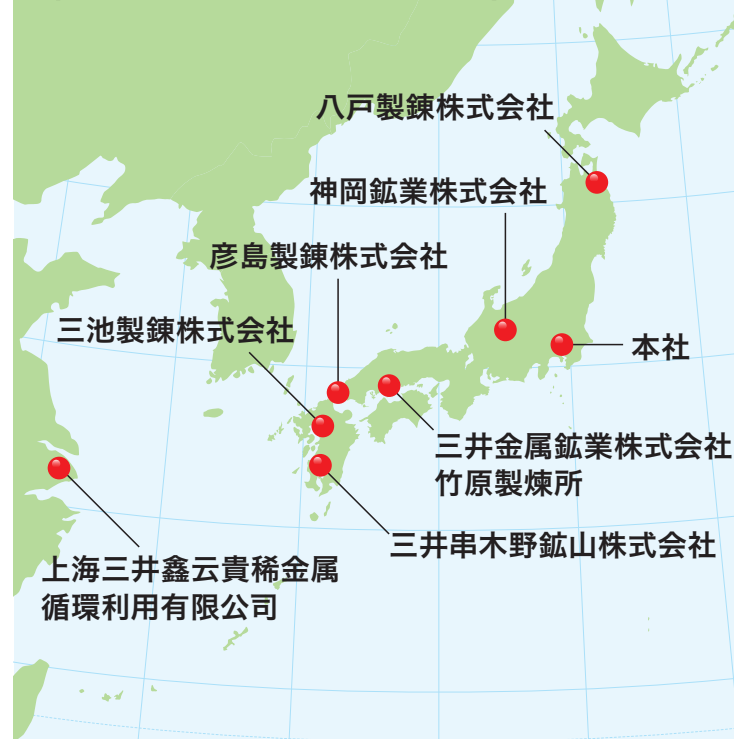 八戸製錬株式会社
神岡鉱業株式会社
彦島製錬株式会社
三池製錬株式会社
本社
三井金属鉱業株式会社
竹原製煉所
三井串木野鉱山株式会社
上海三井鑫云貴稀金属
循環利用有限公司